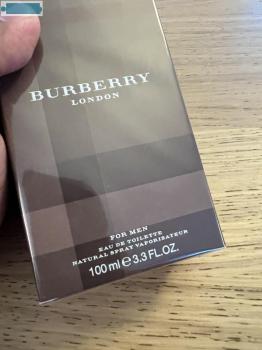 BURBERRY
LONDON
FOR MEN
EAU DE TOILETTE
NATURAL SPRAY VAPORISATEUR
100 ml ℮ 3.3 FL.OZ.